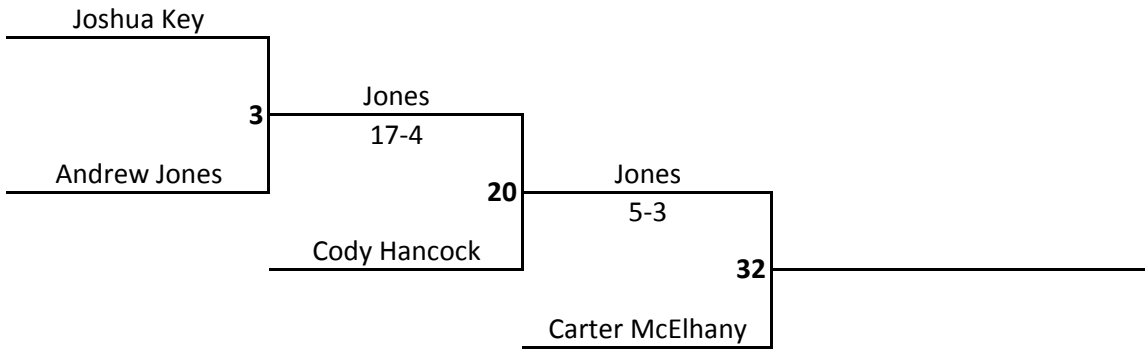 Joshua Key
Jones
3
17-4
Andrew Jones
Jones
20
5-3
Cody Hancock
32
Carter McElhany